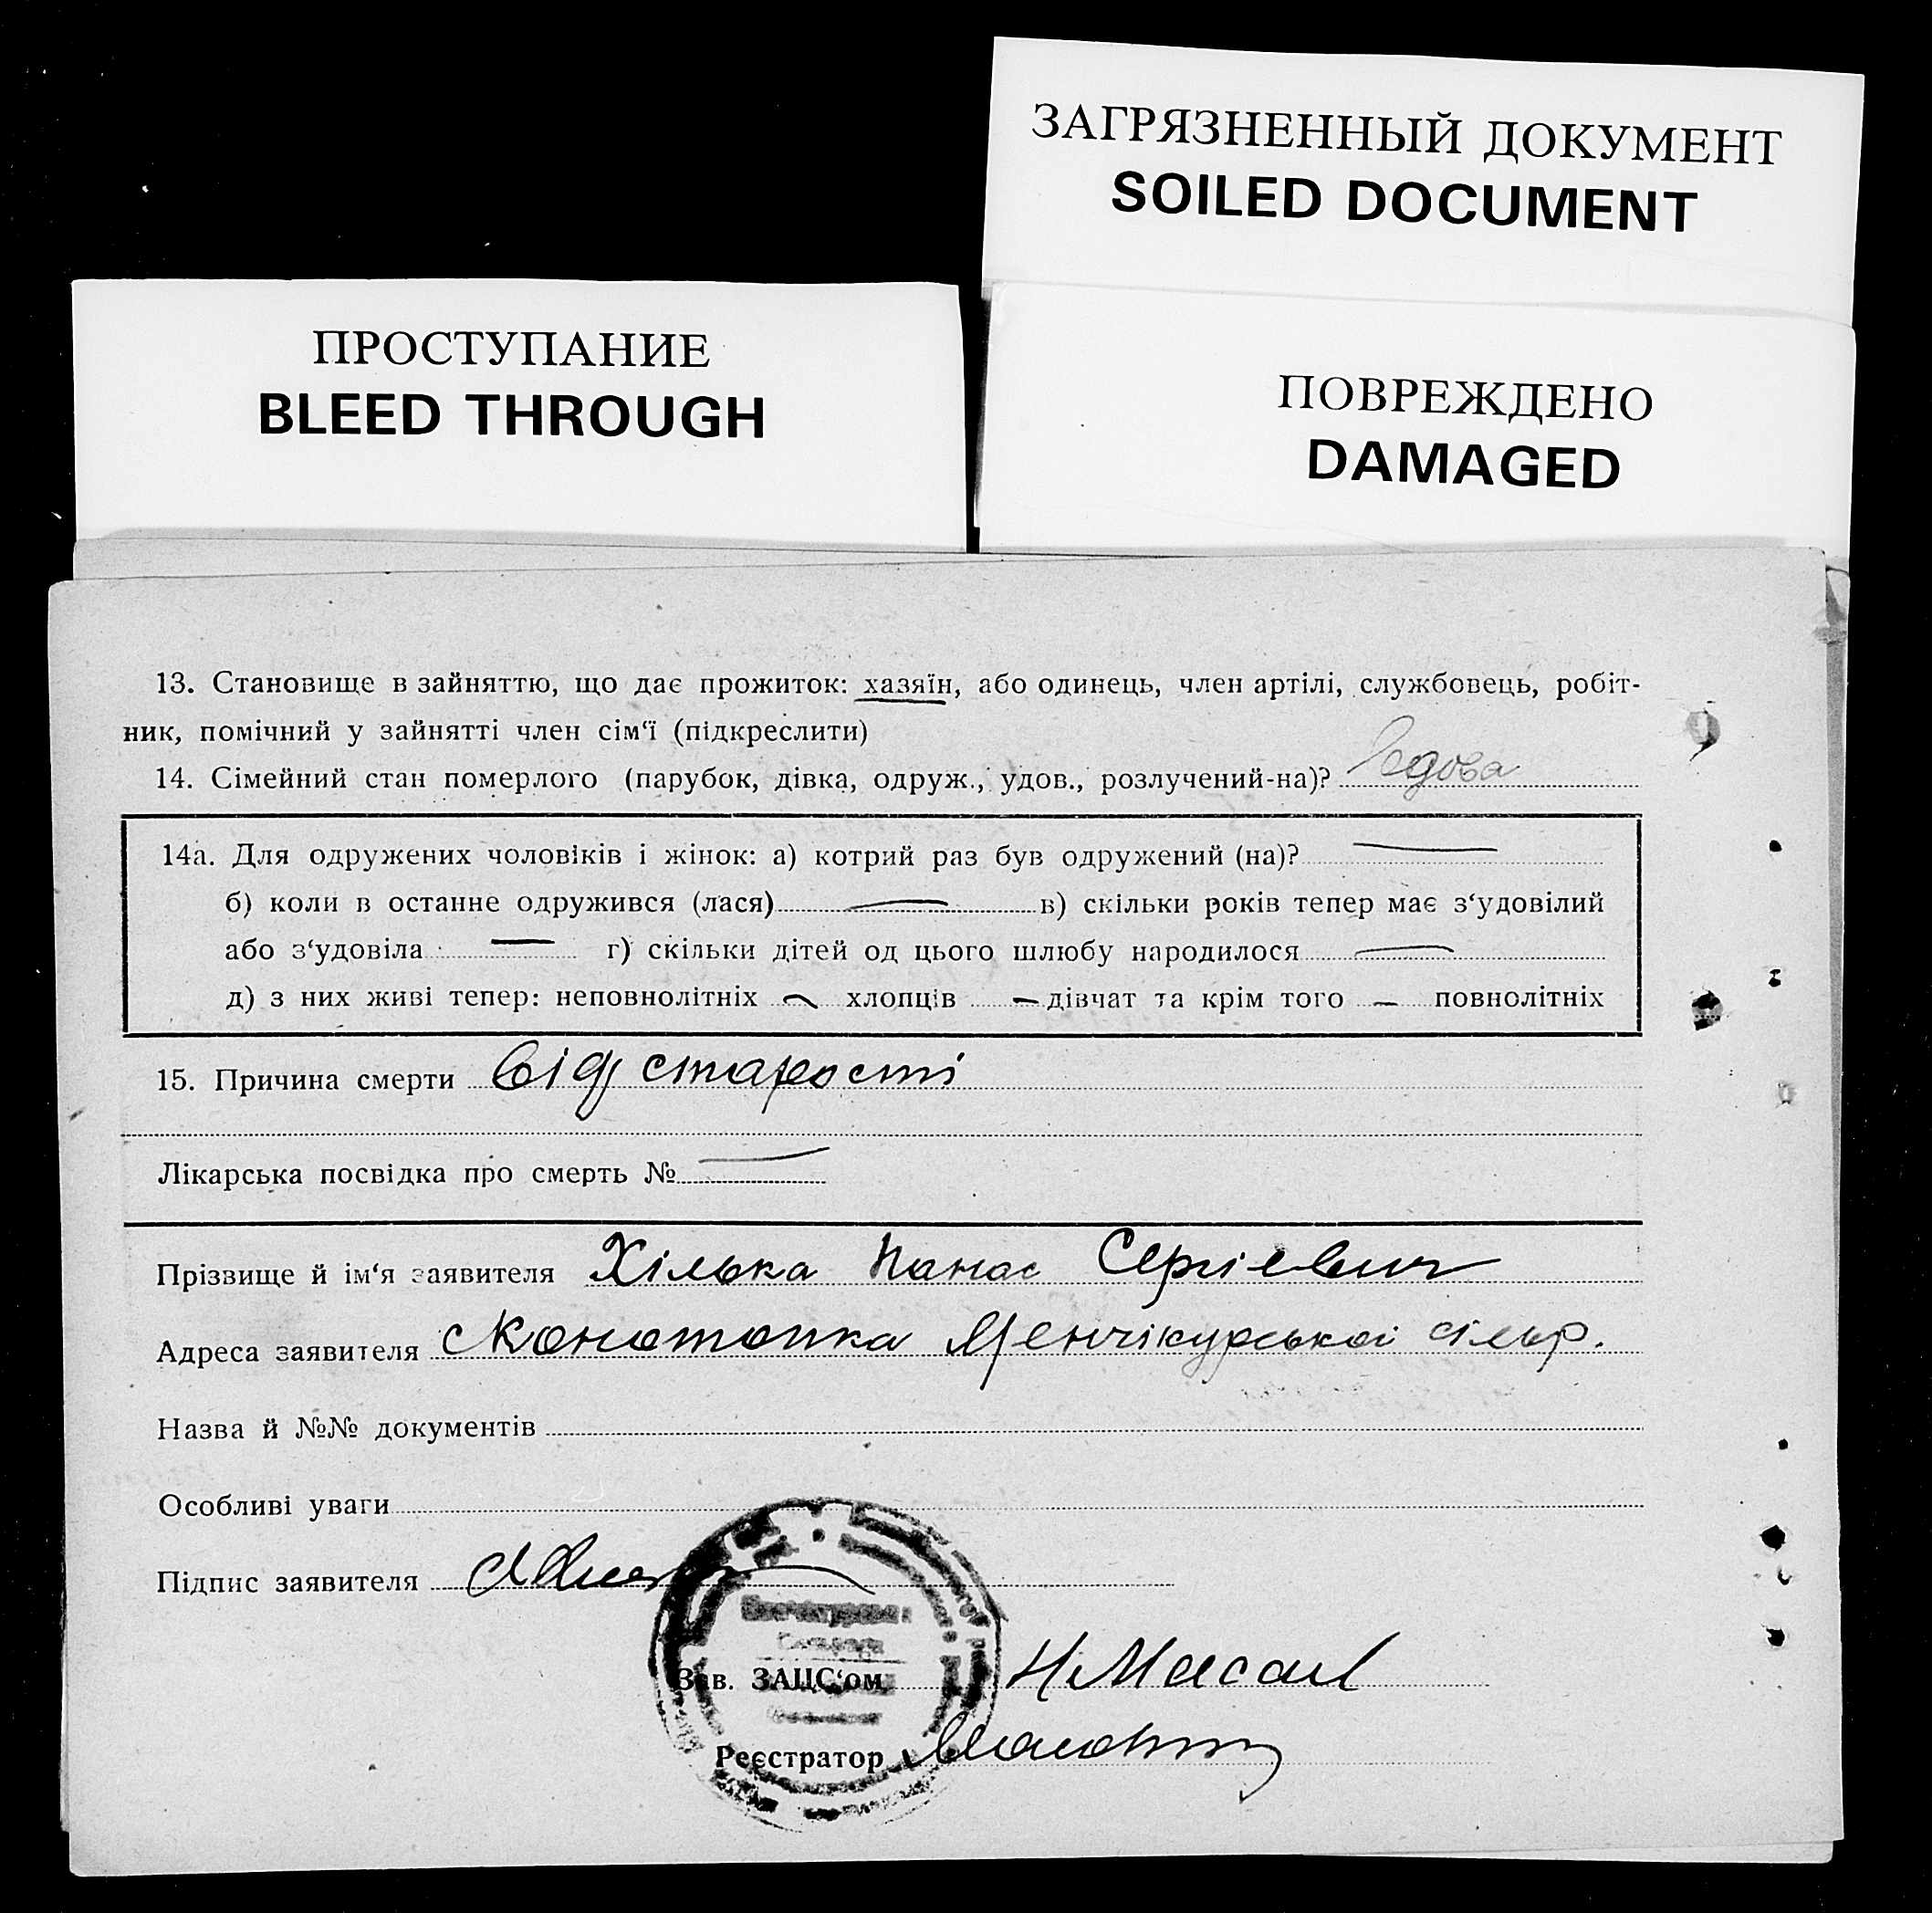 ЗАГРЯЗНЕННЫЙ ДОКУМЕНТ
SOILED DOCUMENT
ПРОСТУПАНИЕ
BLEED THROUGH
ПОВРЕЖДЕНО
DAMAGED
13. Становище в зайняттю, що дає прожиток: хазяїн, або одинець, член артілі, службовець, робіт-
ник, помічний у зайнятті член сім‘ї (підкреслити)
14. Сімейний стан померлого (парубок, дівка, одруж., удов., розлучений-на)? вдова
14а. Для одружених чоловіків і жінок: а) котрий раз був одружений (на)? —
б) коли в останне одружився (лася) — в) скільки років тепер має з‘удовілий
або з‘удовіла — г) скільки дітей од цього шлюбу народилося —
д) з них живі тепер: неповнолітніх — хлопців — дівчат та крім того — повнолітніх
15. Причина смерти від старости
Лікарська посвідка про смерть № —
Прізвище й ім‘я заявителя Хілька Панас Сергієвич
Адреса заявителя с Конотопка Менчікурської сільр.
Назва й №№ документів
Особливі уваги
Підпис заявителя
Зав. ЗАЦС‘ом
Реєстратор